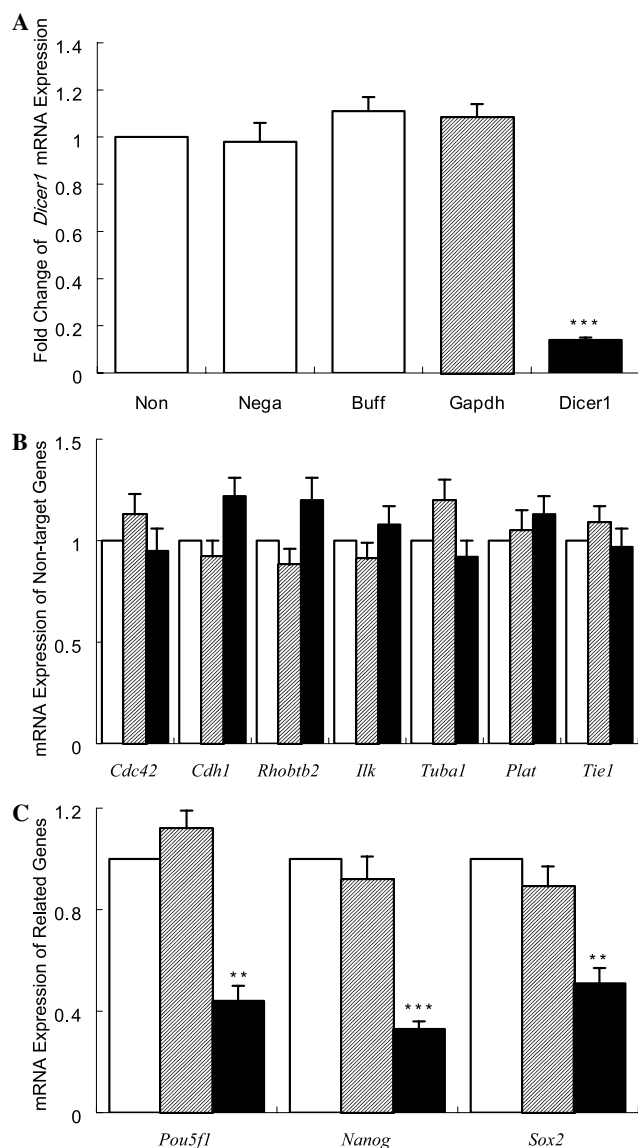 A
Fold Change of Dicer1 mRNA Expression
1.4
1.2
1
0.8
0.6
0.4
0.2
0
***
Non Nega Buff Gapdh Dicer1
B
mRNA Expression of Non-target Genes
1.5
1
0.5
0
Cdc42 Cdh1 Rhobtb2 Ilk Tuba1 Plat Tie1
C
mRNA Expression of Related Genes
1.2
0.8
0.4
0
**
***
**
Pou5f1 Nanog Sox2